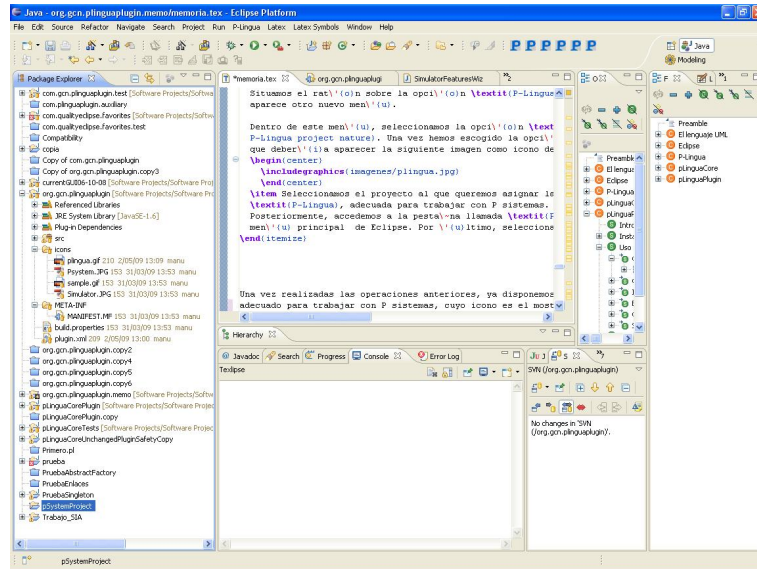 Java - org.gcn.plinguaplugin.memo/memoria.tex - Eclipse Platform
File Edit Source Refactor Navigate Search Project Run P-Lingua Latex Latex Symbols Window Help
P P P P P P
Java
Modeling
Package Explorer
com.gcn.plinguaplugin.test [Software Projects/Softwa
com.plinguaplugin.auxiliary
com.qualityeclipse.favorites [Software Projects/Softwa
com.qualityeclipse.favorites.test
Compatibility
copia
Copy of com.gcn.plinguaplugin
Copy of org.gcn.plinguaplugin.copy3
currentGUI06-10-08 [Software Projects/Software Proj
org.gcn.plinguaplugin [Software Projects/Software Pro
Referenced Libraries
JRE System Library [JavaSE-1.6]
Plug-in Dependencies
src
icons
plingua.gif 210 2/05/09 13:09 manu
Psystem.JPG 153 31/03/09 13:53 manu
sample.gif 153 31/03/09 13:53 manu
Simulator.JPG 153 31/03/09 13:53 manu
META-INF
MANIFEST.MF 153 31/03/09 13:53 manu
build.properties 153 31/03/09 13:53 manu
plugin.xml 209 2/05/09 13:00 manu
org.gcn.plinguaplugin.copy2
org.gcn.plinguaplugin.copy4
org.gcn.plinguaplugin.copy5
org.gcn.plinguaplugin.copy6
org.gcn.plinguaplugin.memo [Software Projects/Softw
pLinguaCorePlugin [Software Projects/Software Projec
pLinguaCorePlugin.copy
pLinguaCoreTests [Software Projects/Software Projec
pLinguaCoreUnchangedPluginSafetyCopy
Primero.pl
prueba
PruebaAbstractFactory
PruebaEnlaces
PruebaSingleton
pSystemProject
Trabajo_SIA
*memoria.tex
org.gcn.plinguaplugi
SimulatorFeaturesWiz
»2
Situamos el rat\'{o}n sobre la opci\'{o}n \textit{P-Lingua
aparece otro nuevo men\'{u}.
Dentro de este men\'{u}, seleccionamos la opci\'{o}n \text
P-Lingua project nature}. Una vez hemos escogido la opci\'
que deber\'{i}a aparecer la siguiente imagen como icono de
\begin{center}
\includegraphics{imagenes/plingua.jpg}
\end{center}
\item Seleccionamos el proyecto al que queremos asignar la
\textit{P-Lingua}, adecuada para trabajar con P sistemas.
Posteriormente, accedemos a la pesta\~na llamada \textit{P
men\'{u} principal de Eclipse. Por \'{u}ltimo, selecciona
\end{itemize}
Una vez realizadas las operaciones anteriores, ya disponemos
adecuado para trabajar con P sistemas, cuyo icono es el most
Hierarchy
Javadoc
Search
Progress
Console
Error Log
Texlipse
Preamble
El lengua
Eclipse
P-Lingua
pLinguaC
pLinguaP
Intro
Insta
Uso
Preamble
El lenguaje UML
Eclipse
P-Lingua
pLinguaCore
pLinguaPlugin
SVN (/org.gcn.plinguaplugin)
No changes in 'SVN
(/org.gcn.plinguaplugin)'.
pSystemProject